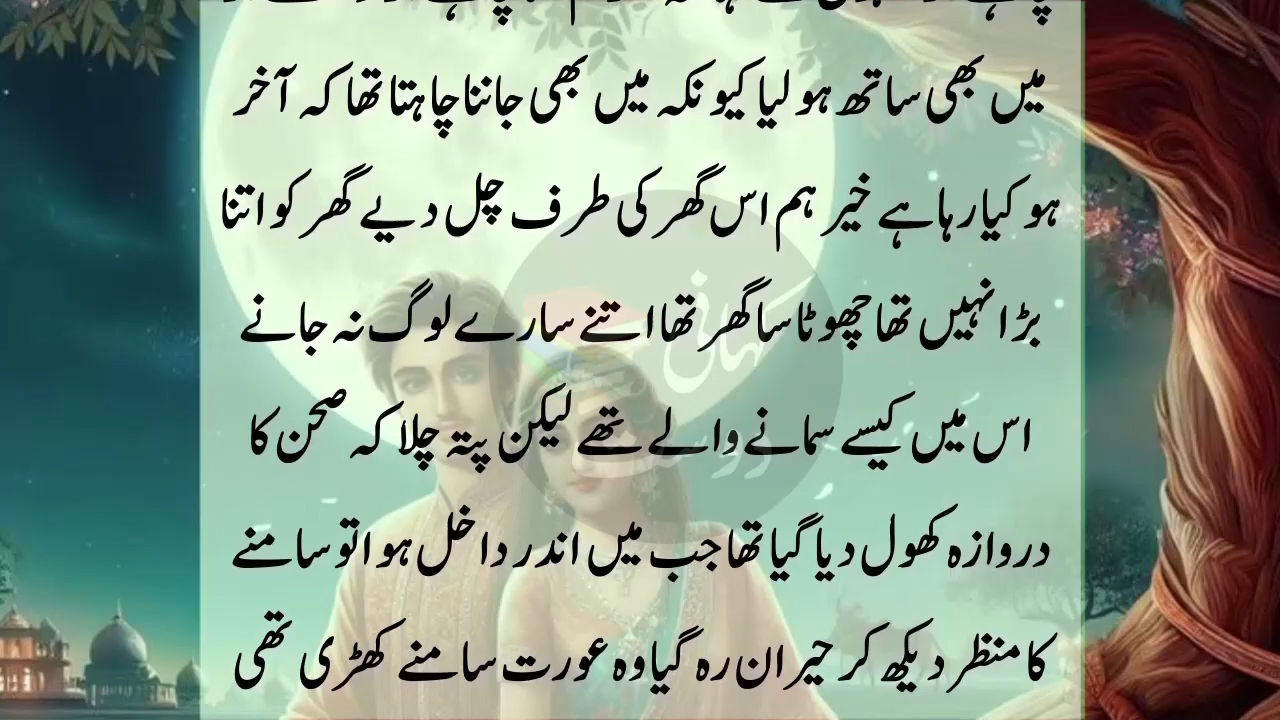 میں بھی ساتھ ہو لیا کیونکہ میں بھی جاننا چاہتا تھا کہ آخر
ہو کیا رہا ہے خیر ہم اس گھر کی طرف چل دیے گھر کو اتنا
بڑا نہیں تھا چھوٹا سا گھر تھا اتنے سارے لوگ نہ جانے
اس میں کیسے سمانے والے تھے لیکن پتہ چلا کہ صحن کا
دروازہ کھول دیا گیا تھا جب میں اندر داخل ہوا تو سامنے
کا منظر دیکھ کر حیران رہ گیا وہ عورت سامنے کھڑی تھی
کہانی